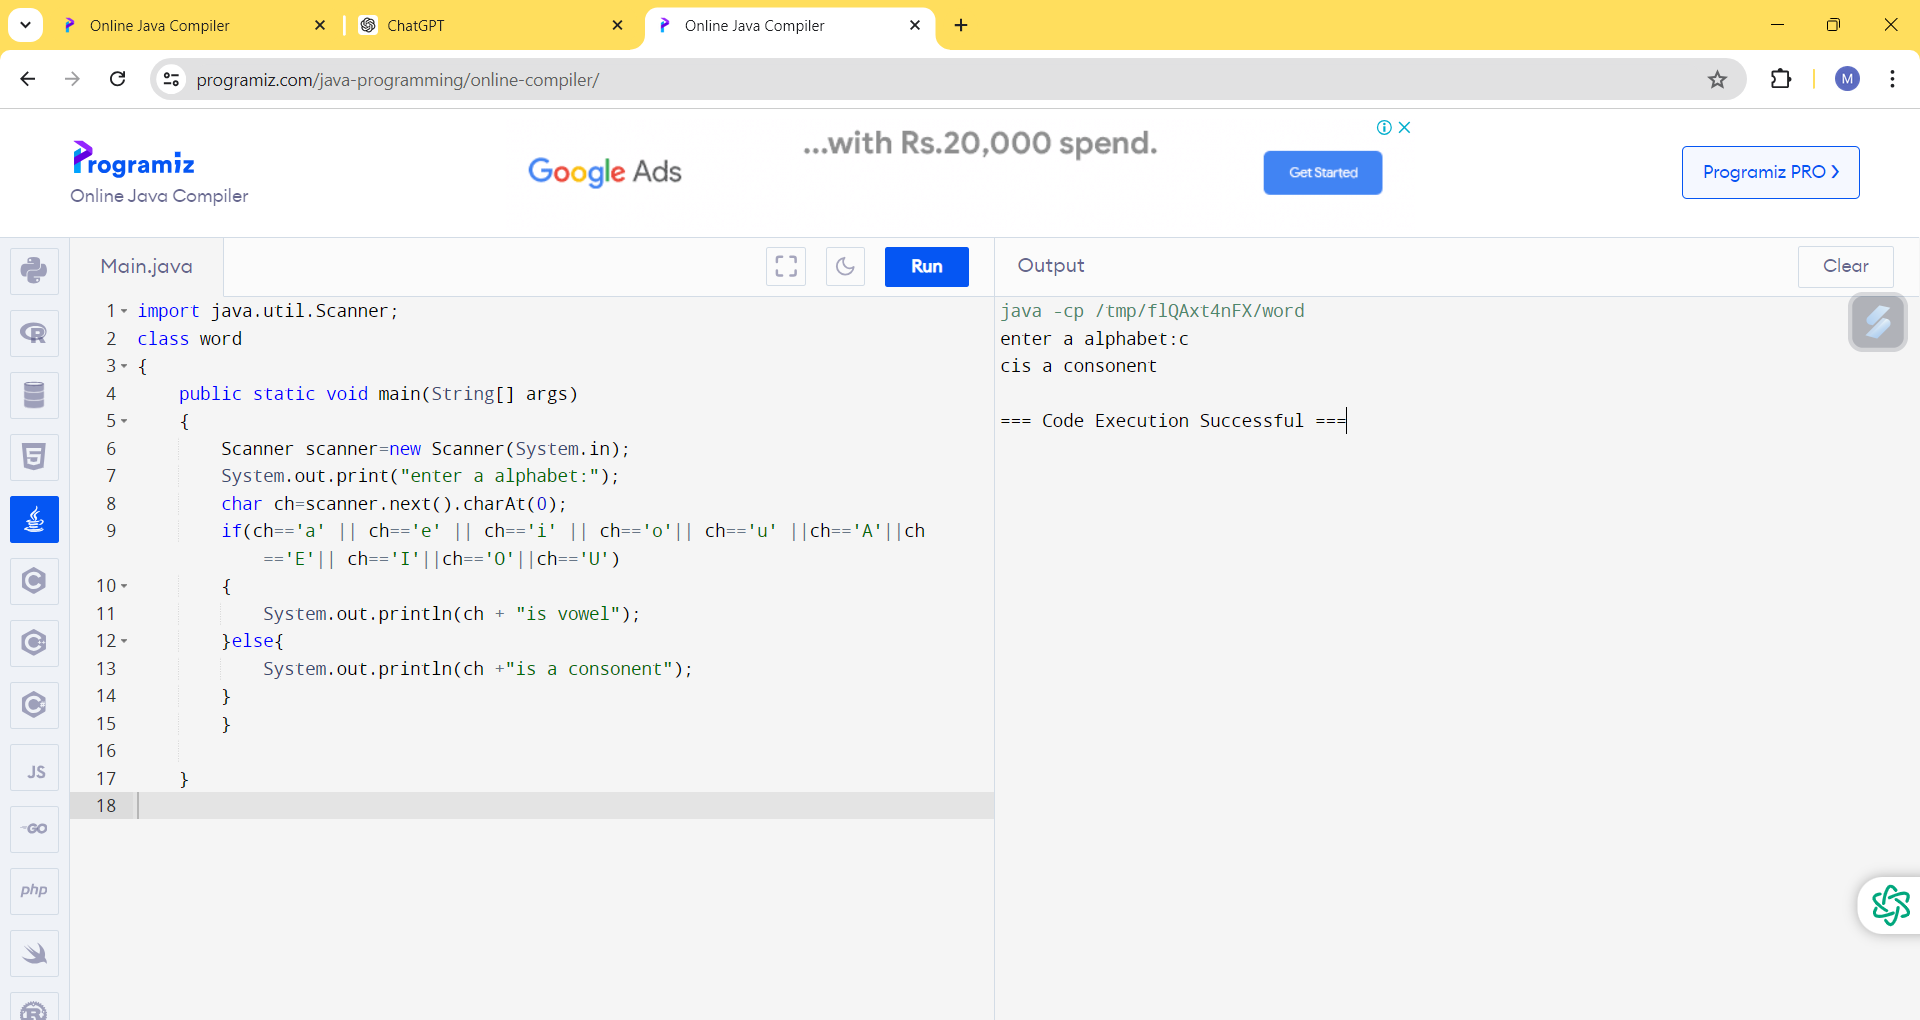 Online Java Compiler
ChatGPT
Online Java Compiler
programiz.com/java-programming/online-compiler/
M
Programiz
Online Java Compiler
Google Ads
...with Rs.20,000 spend.
Get Started
Programiz PRO
Main.java
Run
Output
Clear
1 import java.util.Scanner;
2 class word
3 {
4     public static void main(String[] args)
5     {
6         Scanner scanner=new Scanner(System.in);
7         System.out.print("enter a alphabet:");
8         char ch=scanner.next().charAt(0);
9         if(ch=='a' || ch=='e' || ch=='i' || ch=='o'|| ch=='u' ||ch=='A'||ch
            =='E'|| ch=='I'||ch=='O'||ch=='U')
10         {
11             System.out.println(ch + "is vowel");
12         }else{
13             System.out.println(ch +"is a consonent");
14         }
15         }
16
17     }
18
java -cp /tmp/flQAxt4nFX/word
enter a alphabet:c
cis a consonent
=== Code Execution Successful ===
R
5
C
C
C
JS
GO
php
R